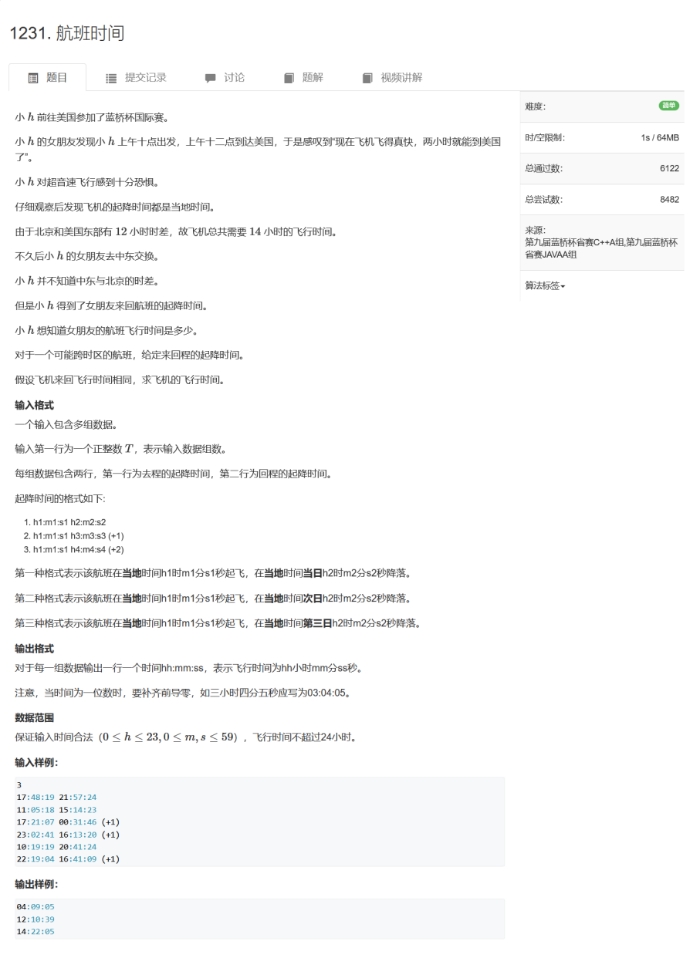 1231. 航班时间
题目
提交记录
讨论
题解
视频讲解
小 h 前往美国参加了蓝桥杯国际赛。
小 h 的女朋友发现小 h 上午十点出发，上午十二点到达美国，于是感叹到“现在飞机飞得真快，两小时就能到美国
了”。
小 h 对超音速飞行感到十分恐惧。
仔细观察后发现飞机的起降时间都是当地时间。
由于北京和美国东部有 12 小时时差，故飞机总共需要 14 小时的飞行时间。
不久后小 h 的女朋友去中东交换。
小 h 并不知道中东与北京的时差。
但是小 h 得到了女朋友来回航班的起降时间。
小 h 想知道女朋友的航班飞行时间是多少。
对于一个可能跨时区的航班，给定来回程的起降时间。
假设飞机来回飞行时间相同，求飞机的飞行时间。
输入格式
一个输入包含多组数据。
输入第一行为一个正整数 T，表示输入数据组数。
每组数据包含两行，第一行为去程的起降时间，第二行为回程的起降时间。
起降时间的格式如下:
1. h1:m1:s1 h2:m2:s2
2. h1:m1:s1 h3:m3:s3 (+1)
3. h1:m1:s1 h4:m4:s4 (+2)
第一种格式表示该航班在当地时间h1时m1分s1秒起飞，在当地时间当日h2时m2分s2秒降落。
第二种格式表示该航班在当地时间h1时m1分s1秒起飞，在当地时间次日h2时m2分s2秒降落。
第三种格式表示该航班在当地时间h1时m1分s1秒起飞，在当地时间第三日h2时m2分s2秒降落。
输出格式
对于每一组数据输出一行一个时间hh:mm:ss，表示飞行时间为hh小时mm分ss秒。
注意，当时间为一位数时，要补齐前导零，如三小时四分五秒应写为03:04:05。
数据范围
保证输入时间合法（0 ≤ h ≤ 23, 0 ≤ m, s ≤ 59），飞行时间不超过24小时。
输入样例：
3
17:48:19 21:57:24
11:05:18 15:14:23
17:21:07 00:31:46 (+1)
23:02:41 16:13:20 (+1)
10:19:19 20:41:24
22:19:04 16:41:09 (+1)
输出样例：
04:09:05
12:10:39
14:22:05
难度： 简单
时/空限制： 1s / 64MB
总通过数： 6122
总尝试数： 8482
来源：
第九届蓝桥杯省赛C++A组,第九届蓝桥杯
省赛JAVAA组
算法标签